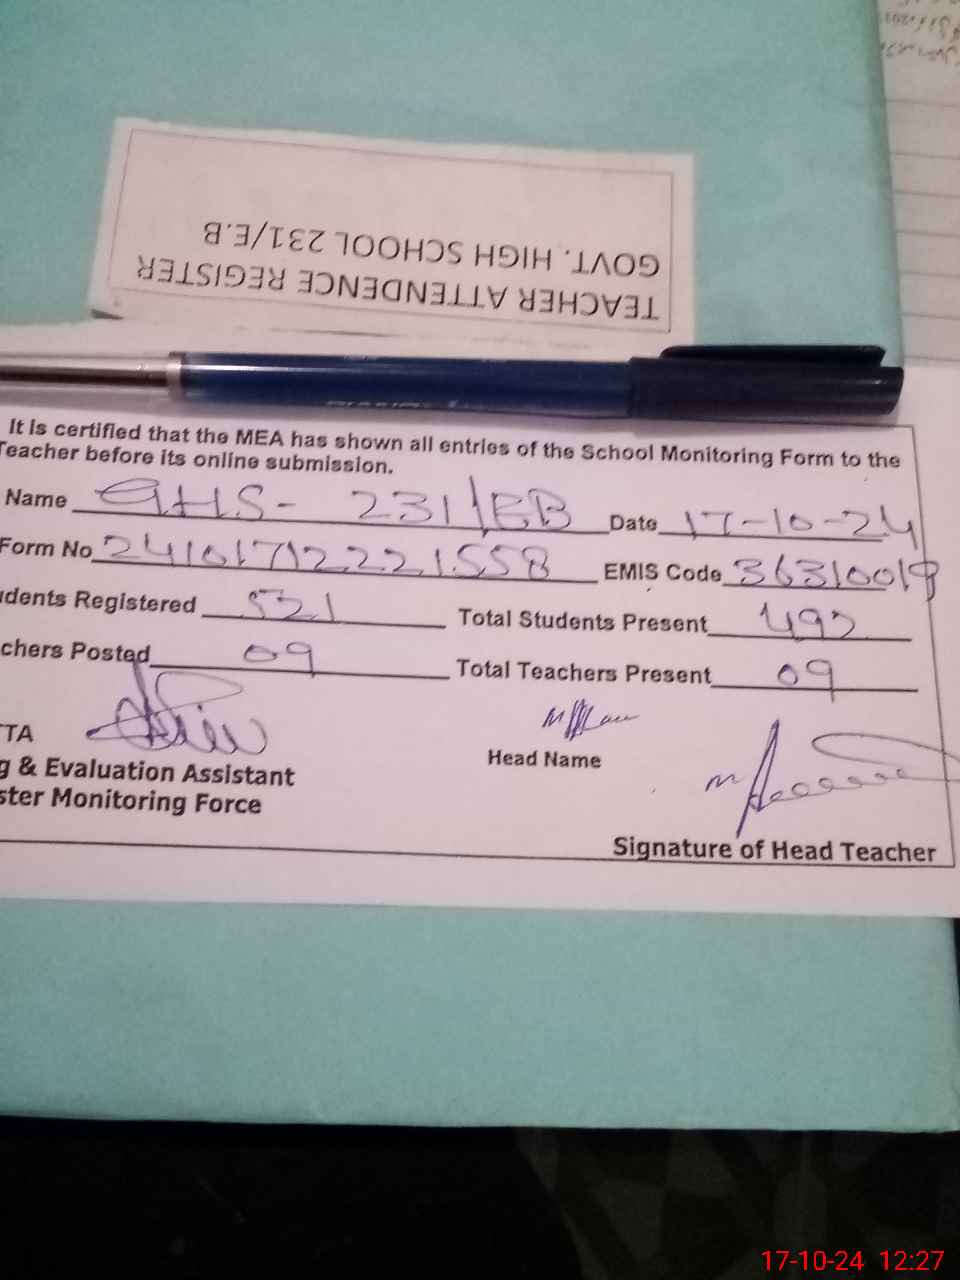 TEACHER ATTENDENCE REGISTER
GOVT. HIGH SCHOOL 231/E.B
It is certified that the MEA has shown all entries of the School Monitoring Form to the
Teacher before its online submission.
Name GHS- 231/EB Date 17-10-24
Form No 241017122221558 EMIS Code 36310019
dents Registered 521 Total Students Present 497
chers Posted 09 Total Teachers Present 09
TTA
Head Name
g & Evaluation Assistant
ster Monitoring Force
Signature of Head Teacher
17-10-24 12:27